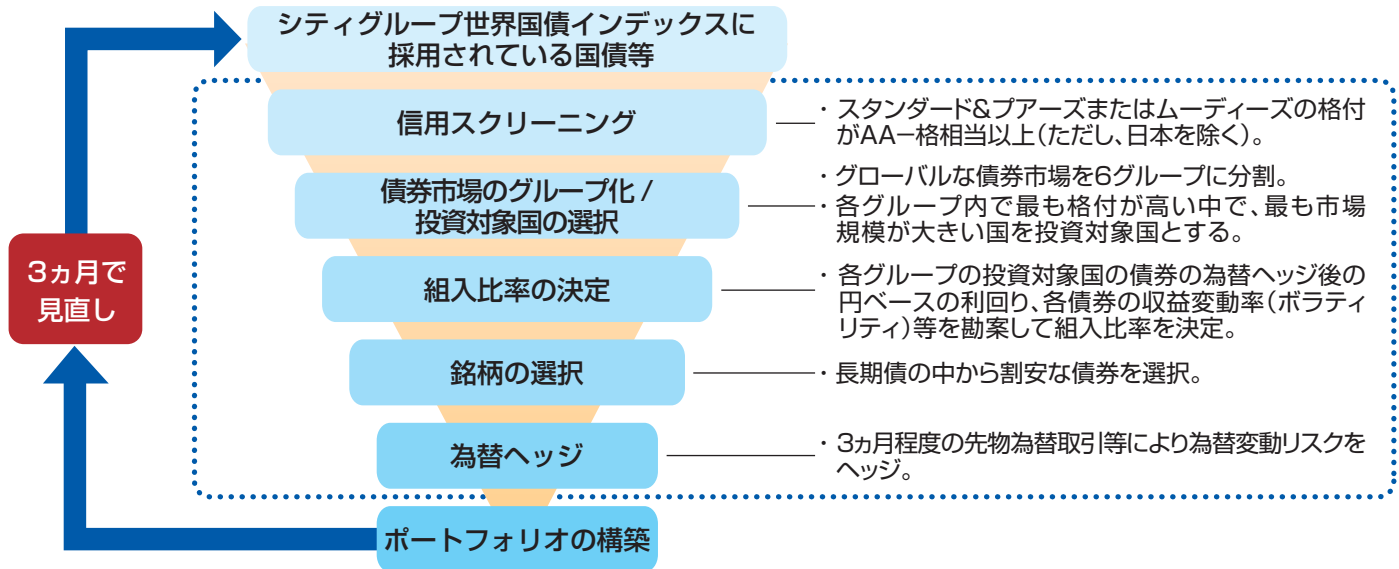 シティグループ世界国債インデックスに
採用されている国債等
信用スクリーニング
・スタンダード&プアーズまたはムーディーズの格付
がAA−格相当以上(ただし、日本を除く)。
債券市場のグループ化 /
投資対象国の選択
・グローバルな債券市場を6グループに分割。
・各グループ内で最も格付が高い中で、最も市場
規模が大きい国を投資対象国とする。
3ヵ月で
見直し
組入比率の決定
・各グループの投資対象国の債券の為替ヘッジ後の
円ベースの利回り、各債券の収益変動率(ボラティ
リティ)等を勘案して組入比率を決定。
銘柄の選択
・長期債の中から割安な債券を選択。
為替ヘッジ
・3ヵ月程度の先物為替取引等により為替変動リスクを
ヘッジ。
ポートフォリオの構築